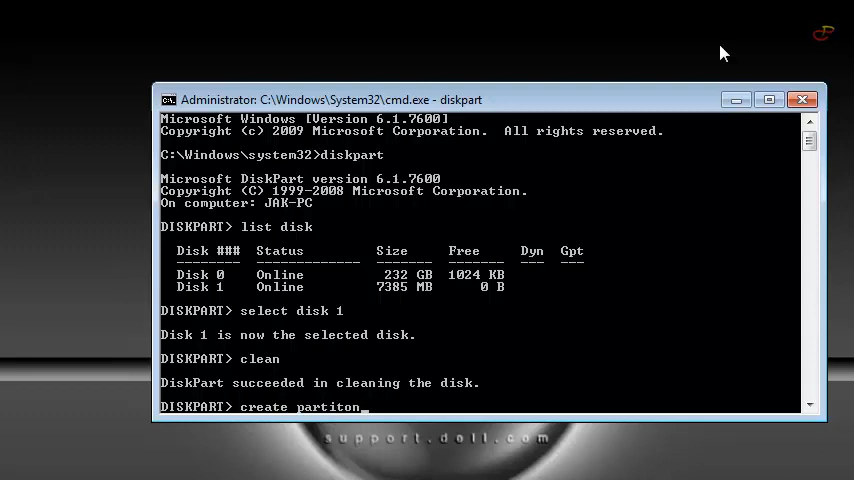 Administrator: C:\Windows\System32\cmd.exe - diskpart
Microsoft Windows [Version 6.1.7600]
Copyright (c) 2009 Microsoft Corporation.  All rights reserved.
C:\Windows\system32>diskpart
Microsoft DiskPart version 6.1.7600
Copyright (C) 1999-2008 Microsoft Corporation.
On computer: JAK-PC
DISKPART> list disk
Disk ###  Status         Size     Free     Dyn  Gpt
--------  -------------  -------  -------  ---  ---
Disk 0    Online          232 GB  1024 KB
Disk 1    Online         7385 MB      0 B
DISKPART> select disk 1
Disk 1 is now the selected disk.
DISKPART> clean
DiskPart succeeded in cleaning the disk.
DISKPART> create partiton_
support.dell.com